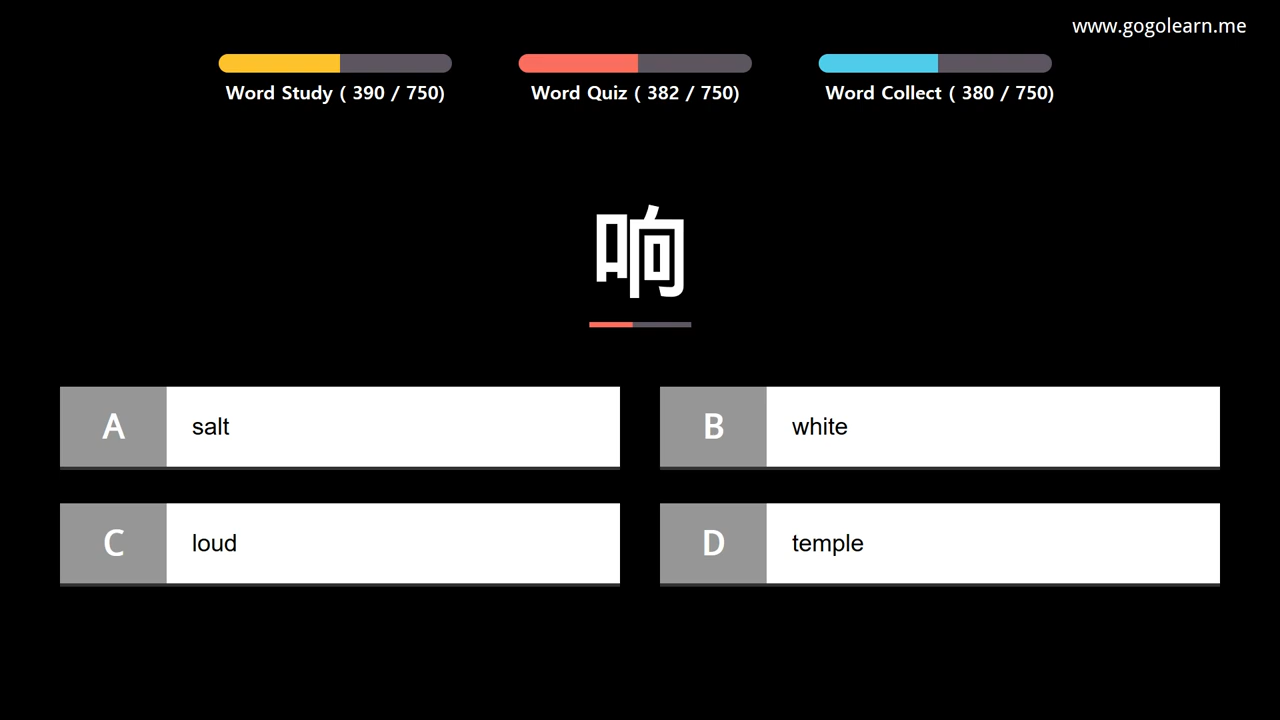 www.gogolearn.me
Word Study ( 390 / 750)
Word Quiz ( 382 / 750)
Word Collect ( 380 / 750)
响
A salt
B white
C loud
D temple